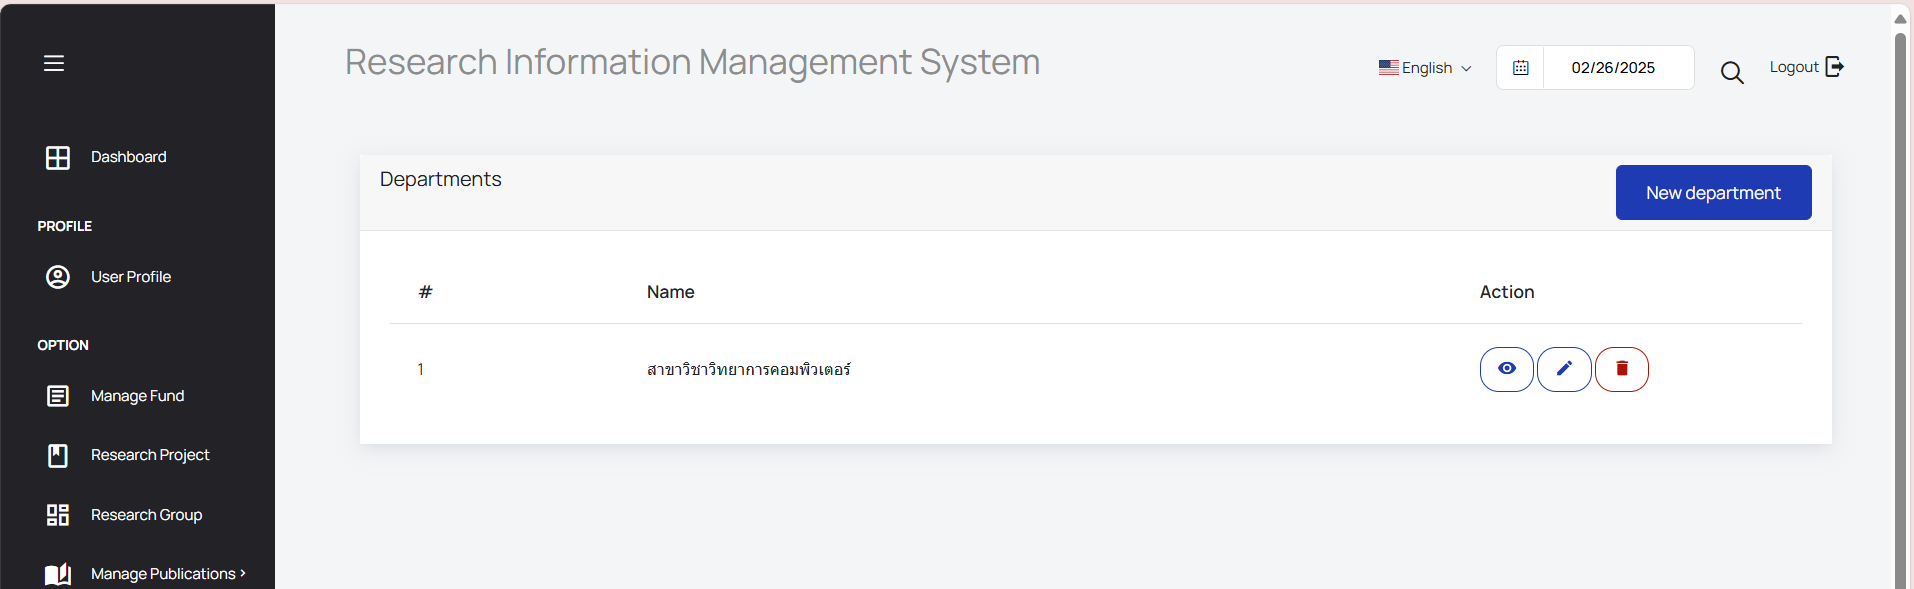 Research Information Management System
English
02/26/2025
Logout
Dashboard
PROFILE
User Profile
OPTION
Manage Fund
Research Project
Research Group
Manage Publications
Departments
New department
# Name Action
1 สาขาวิชาวิทยาการคอมพิวเตอร์